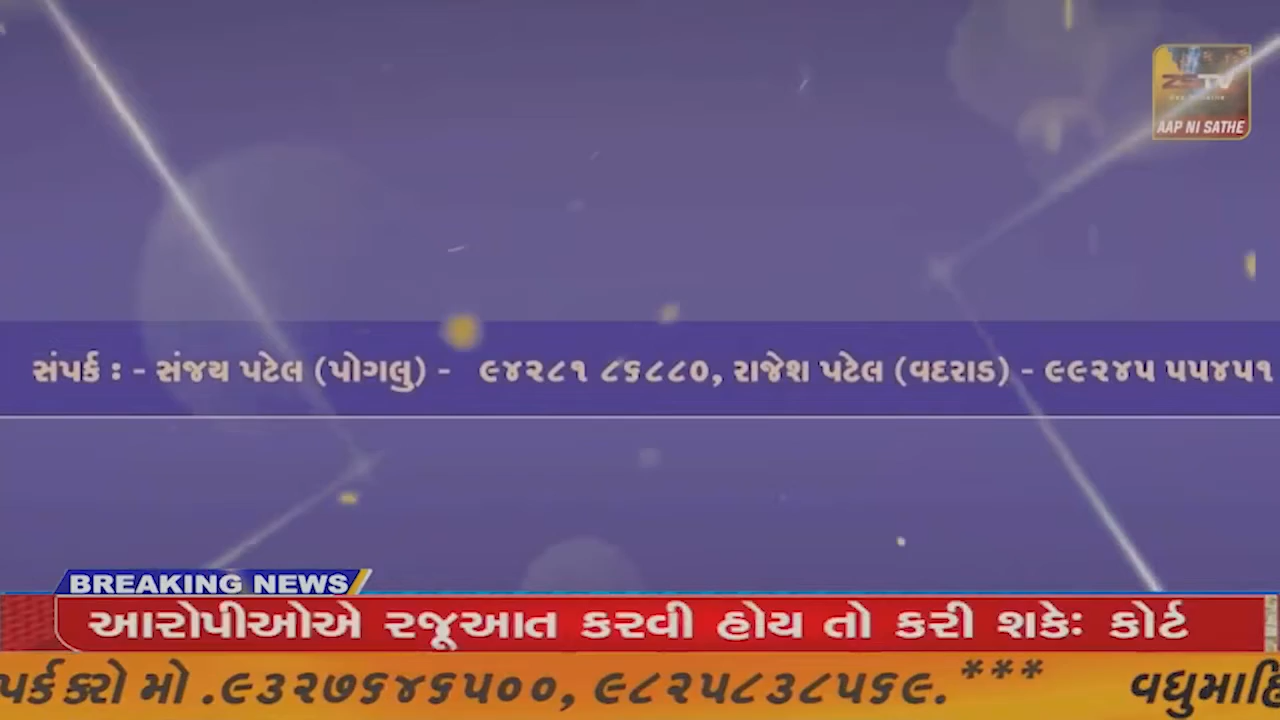 ZSTV
AAP NI SATHE
સંપર્ક : - સંજય પટેલ (પોગલુ) - ૯૪૨૮૧ ૮૬૮૮૦, રાજેશ પટેલ (વદરાડ) - ૯૯૨૪૫ ૫૫૪૫૧
BREAKING NEWS
આરોપીઓએ રજૂઆત કરવી હોય તો કરી શકેઃ કોર્ટ
પર્ક કરો મો .૯૩૨૭૬૪૬૫૦૦, ૯૮૨૫૮૩૮૫૬૯. *** વધુમાહિ